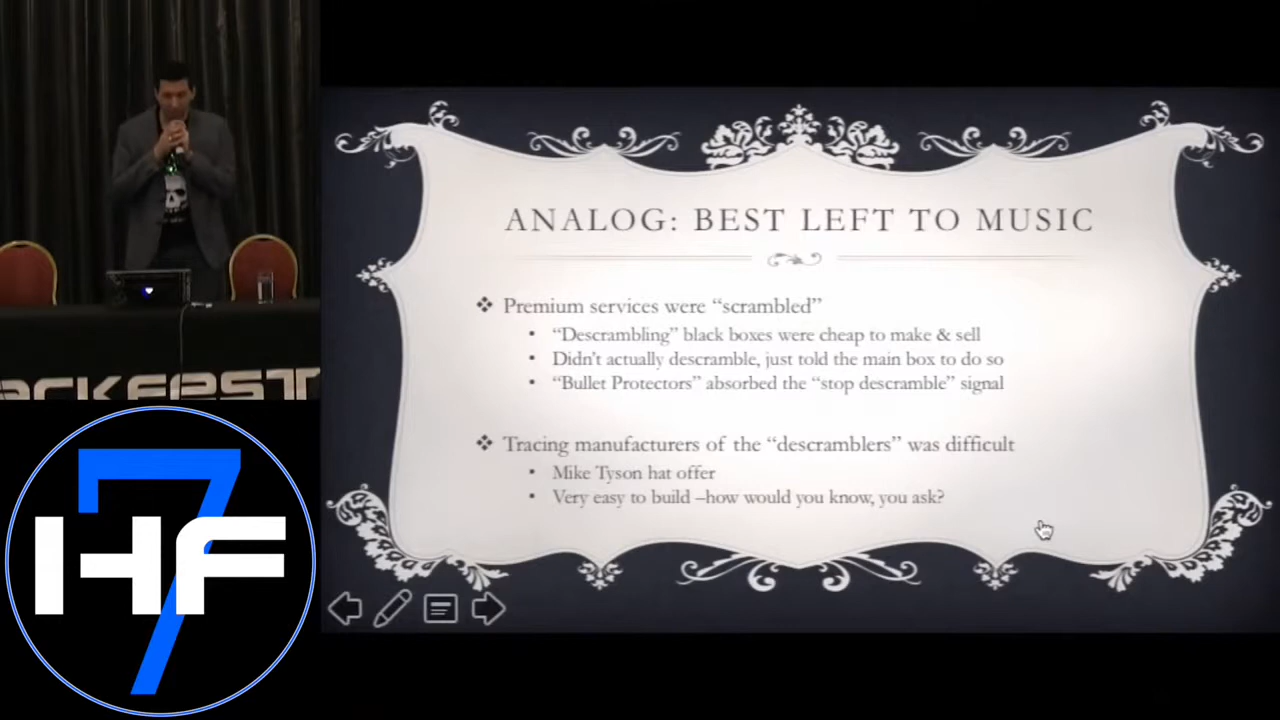 ANALOG: BEST LEFT TO MUSIC
Premium services were “scrambled”
“Descrambling” black boxes were cheap to make & sell
Didn’t actually descramble, just told the main box to do so
“Bullet Protectors” absorbed the “stop descramble” signal
Tracing manufacturers of the “descramblers” was difficult
Mike Tyson hat offer
Very easy to build –how would you know, you ask?
ackfest
7
HF